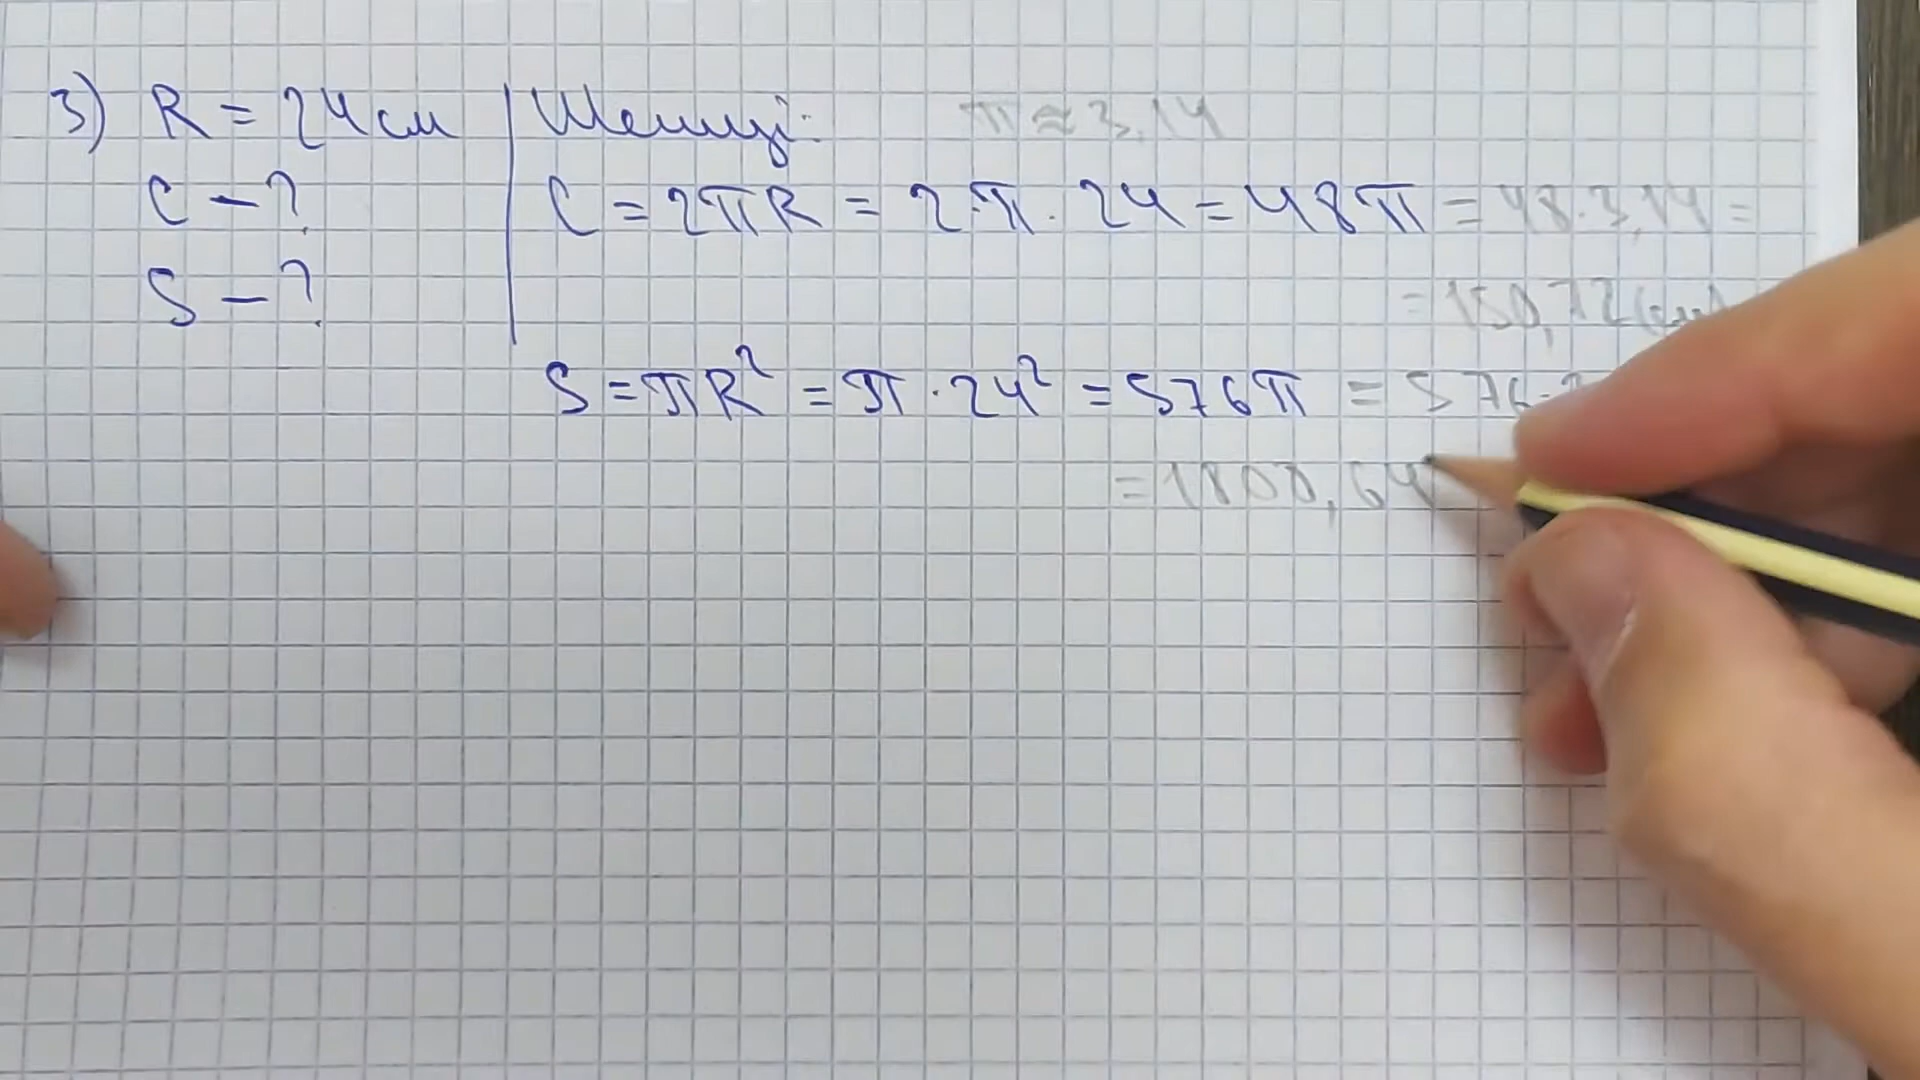 3) R = 24 см | Шешуі: π ≈ 3,14
C - ? C = 2πR = 2·π·24 = 48π = 48·3,14 =
= 150,72 (см)
S - ?
S = πR² = π·24² = 576π = 576·
= 1808,64